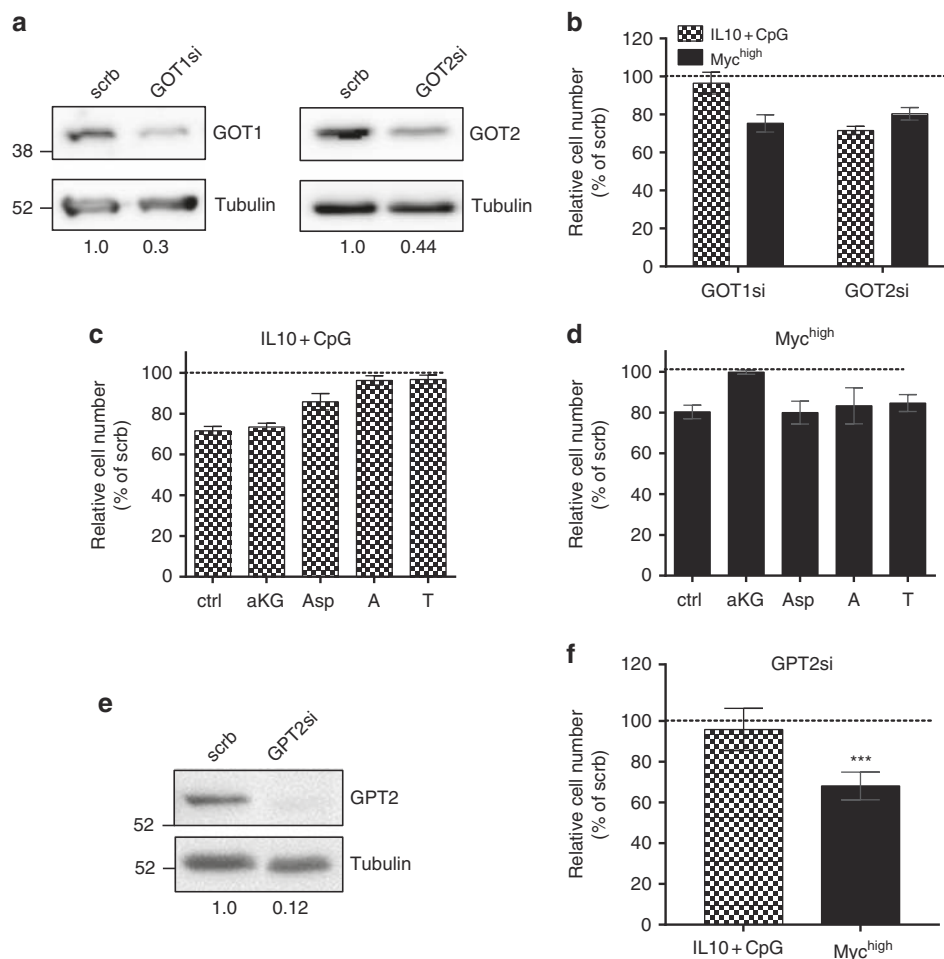 a
scrb GOT1si
GOT1
38
52
Tubulin
1.0 0.3
scrb GOT2si
GOT2
Tubulin
1.0 0.44
b
IL10 + CpG
Myc^high
120
100
80
60
40
20
0
Relative cell number
(% of scrb)
GOT1si GOT2si
c
IL10 + CpG
100
80
60
40
20
0
Relative cell number
(% of scrb)
ctrl aKG Asp A T
d
Myc^high
100
80
60
40
20
0
Relative cell number
(% of scrb)
ctrl aKG Asp A T
e
scrb GPT2si
GPT2
52
52
Tubulin
1.0 0.12
f
GPT2si
120
100
80
60
40
20
0
Relative cell number
(% of scrb)
***
IL10 + CpG Myc^high